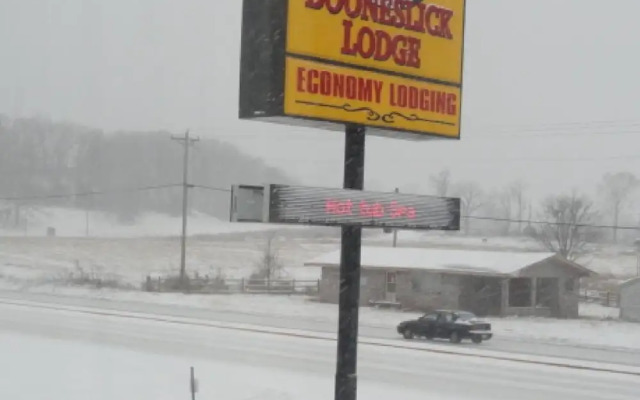 BOONESLICK
LODGE
ECONOMY LODGING
Hot tub Spa